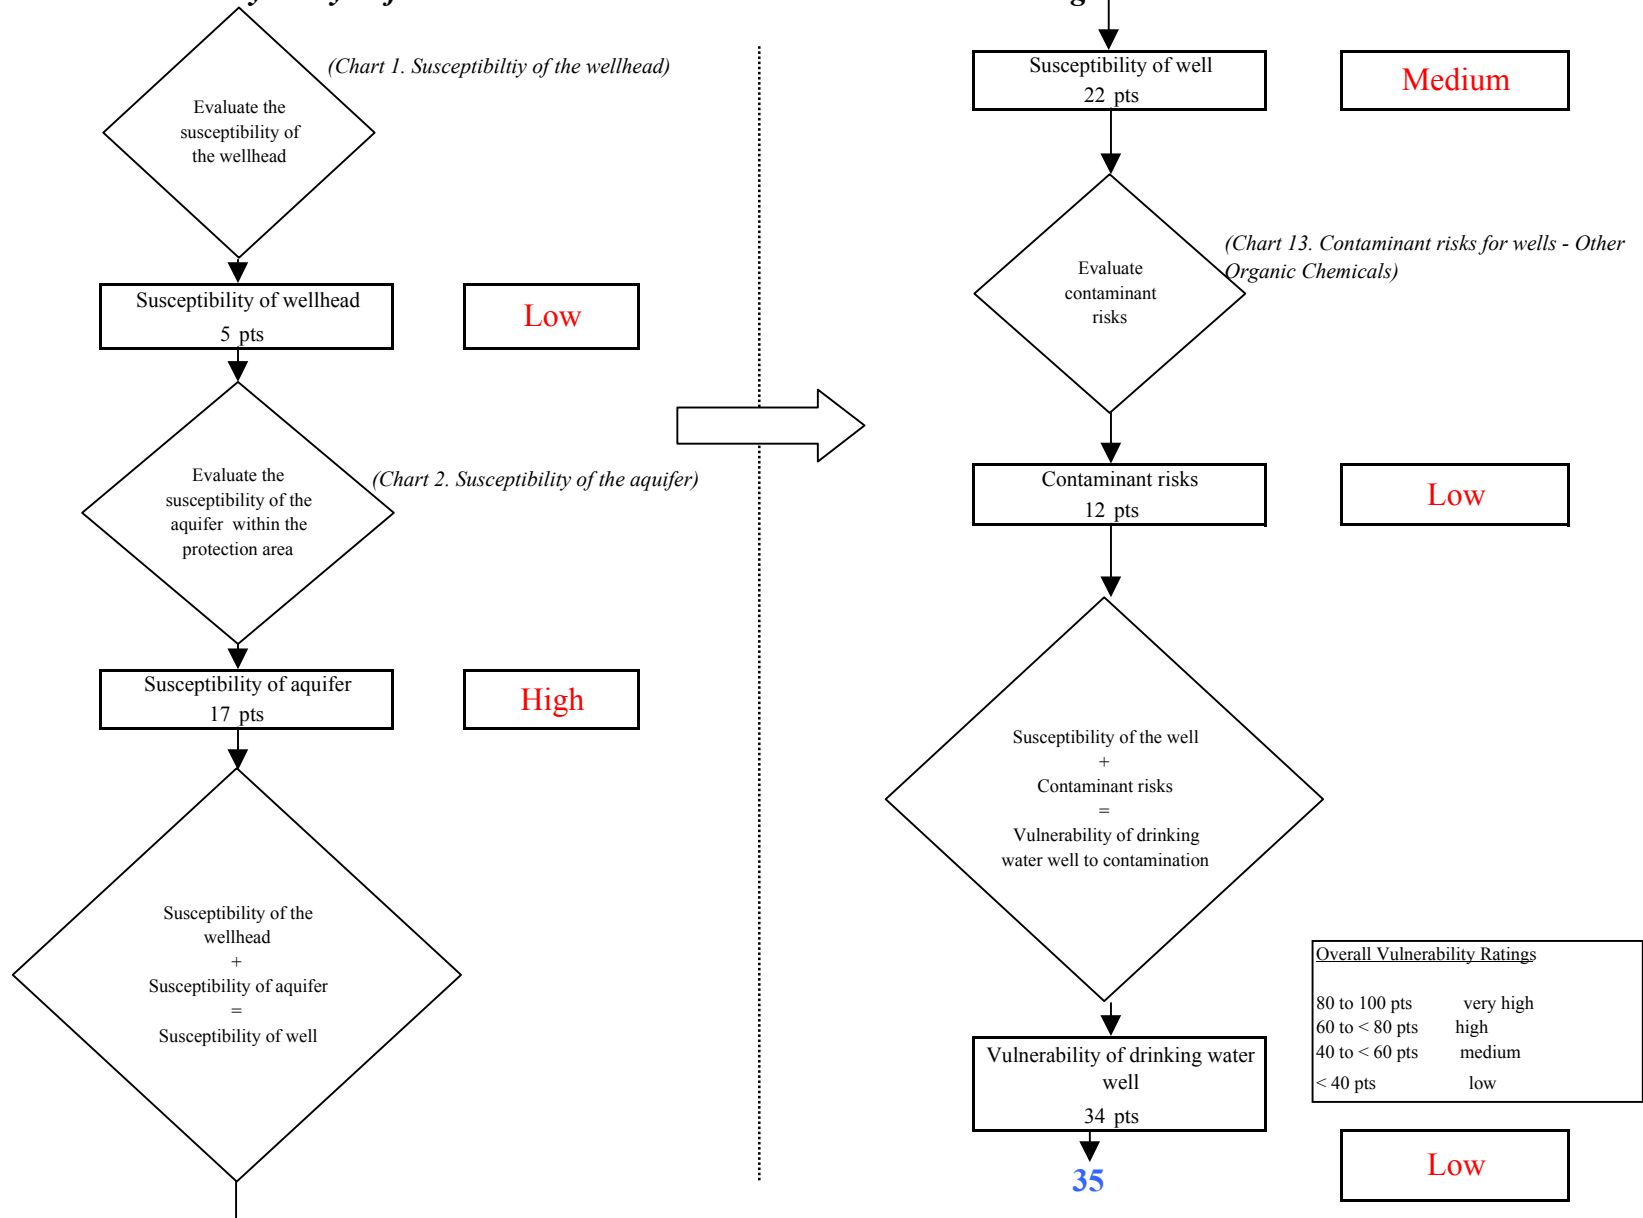 (Chart 1. Susceptibiltiy of the wellhead)
Evaluate the
susceptibility of
the wellhead
Susceptibility of wellhead
5 pts
Low
(Chart 2. Susceptibility of the aquifer)
Evaluate the
susceptibility of the
aquifer within the
protection area
Susceptibility of aquifer
17 pts
High
Susceptibility of the
wellhead
+
Susceptibility of aquifer
=
Susceptibility of well
Susceptibility of well
22 pts
Medium
(Chart 13. Contaminant risks for wells - Other
Organic Chemicals)
Evaluate
contaminant
risks
Contaminant risks
12 pts
Low
Susceptibility of the well
+
Contaminant risks
=
Vulnerability of drinking
water well to contamination
Overall Vulnerability Ratings
80 to 100 pts very high
60 to < 80 pts high
40 to < 60 pts medium
< 40 pts low
Vulnerability of drinking water
well
34 pts
35
Low